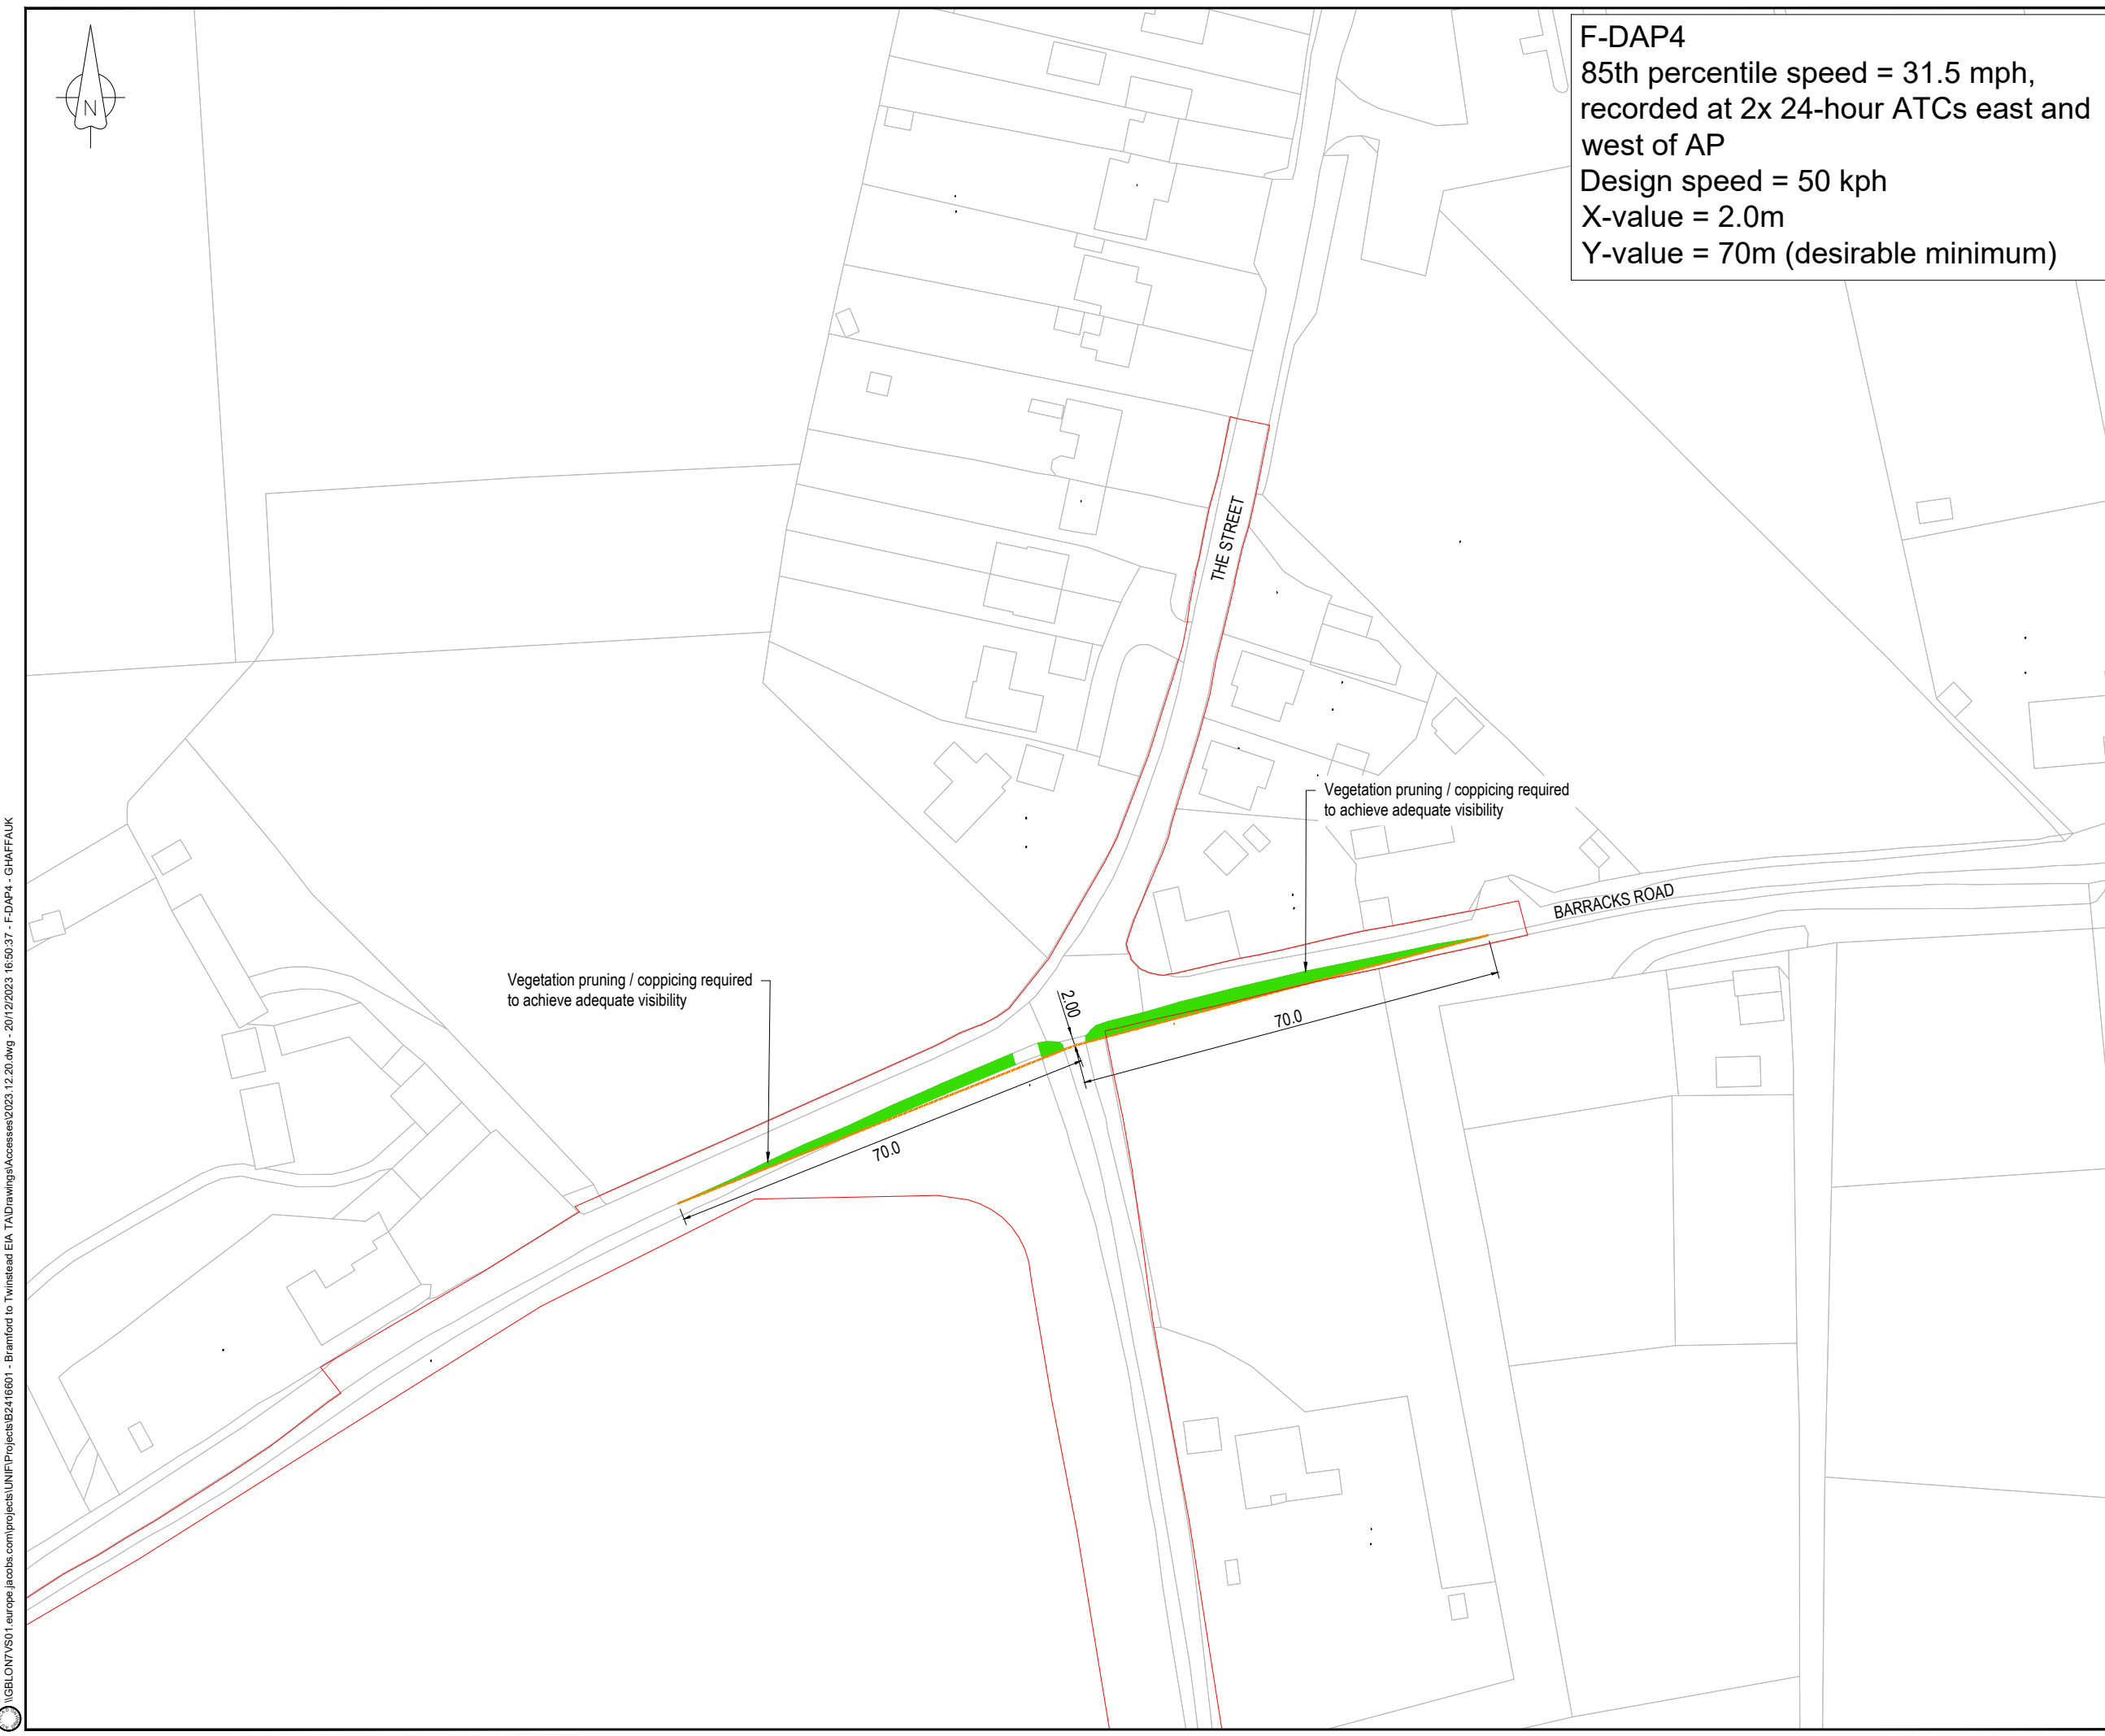 F-DAP4
85th percentile speed = 31.5 mph,
recorded at 2x 24-hour ATCs east and
west of AP
Design speed = 50 kph
X-value = 2.0m
Y-value = 70m (desirable minimum)
N
THE STREET
Vegetation pruning / coppicing required
to achieve adequate visibility
BARRACKS ROAD
Vegetation pruning / coppicing required
to achieve adequate visibility
2.00
70.0
70.0
\\GBLON7VS01.europe.jacobs.com\projects\UNIF\Projects\B2416601 - Bramford to Twinstead EIA TA\Drawings\Accesses\2023.12.20.dwg - 20/12/2023 16:50:37 - F-DAP4 - GHAFFAUK